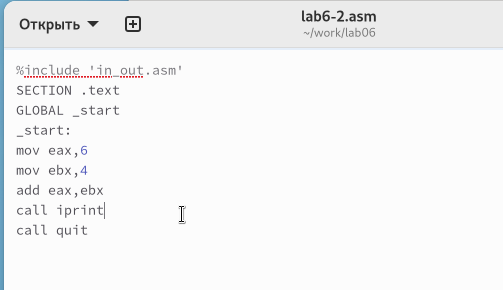 Открыть
lab6-2.asm
~/work/lab06
%include 'in_out.asm'
SECTION .text
GLOBAL _start
_start:
mov eax,6
mov ebx,4
add eax,ebx
call iprint
call quit